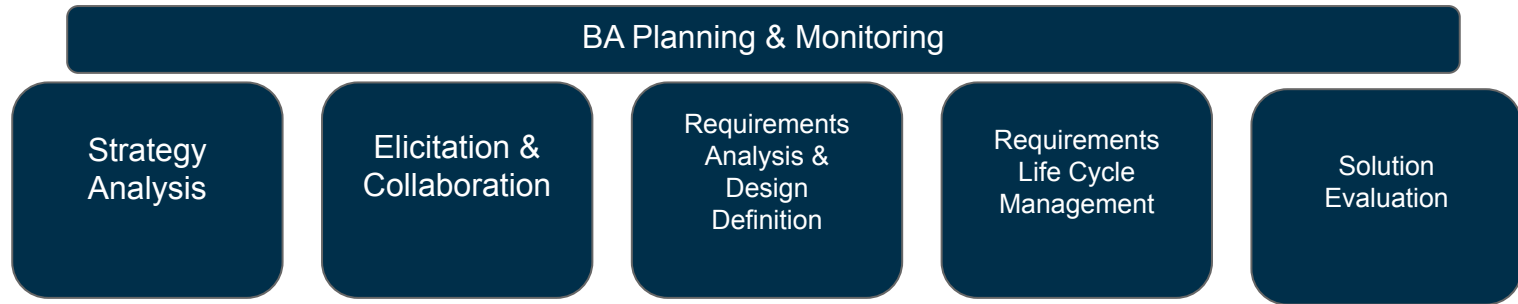 BA Planning & Monitoring
Strategy
Analysis
Elicitation &
Collaboration
Requirements
Analysis &
Design
Definition
Requirements
Life Cycle
Management
Solution
Evaluation